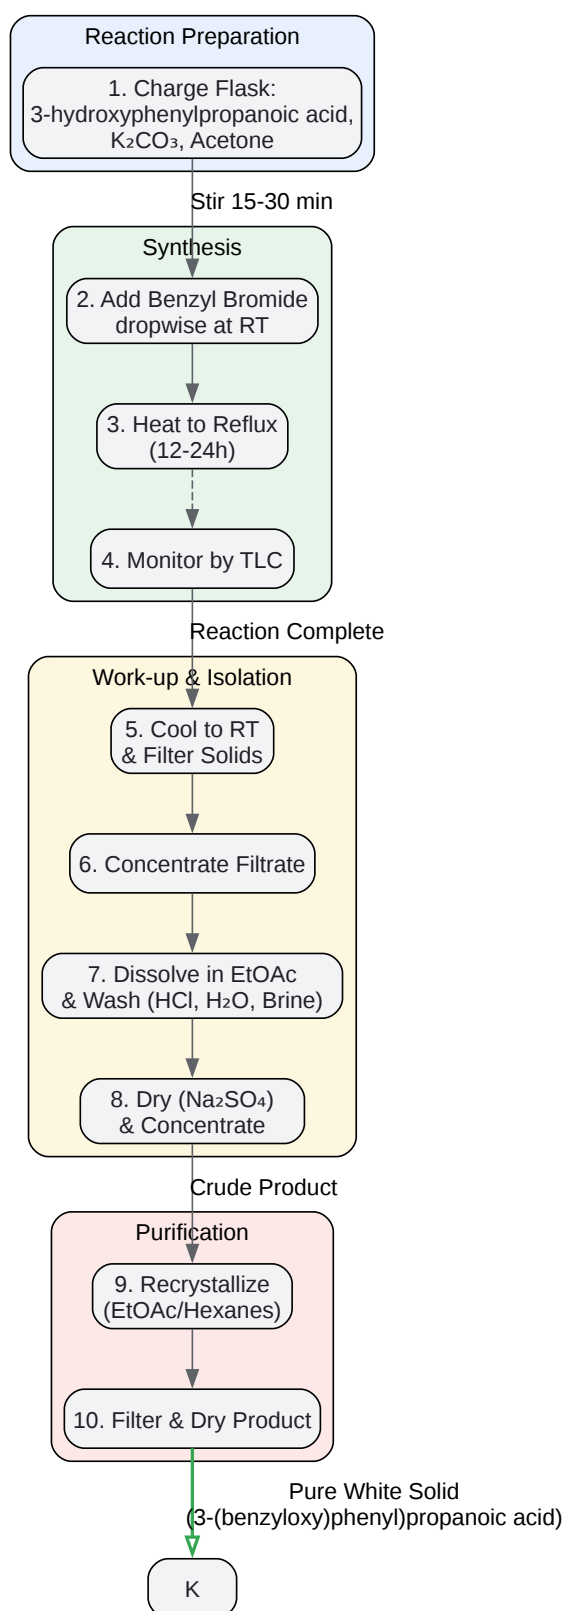 Reaction Preparation
1. Charge Flask:
3-hydroxyphenylpropanoic acid,
K₂CO₃, Acetone
Stir 15-30 min
Synthesis
2. Add Benzyl Bromide
dropwise at RT
3. Heat to Reflux
(12-24h)
4. Monitor by TLC
Reaction Complete
Work-up & Isolation
5. Cool to RT
& Filter Solids
6. Concentrate Filtrate
7. Dissolve in EtOAc
& Wash (HCl, H₂O, Brine)
8. Dry (Na₂SO₄)
& Concentrate
Crude Product
Purification
9. Recrystallize
(EtOAc/Hexanes)
10. Filter & Dry Product
Pure White Solid
(3-(benzyloxy)phenyl)propanoic acid)
K